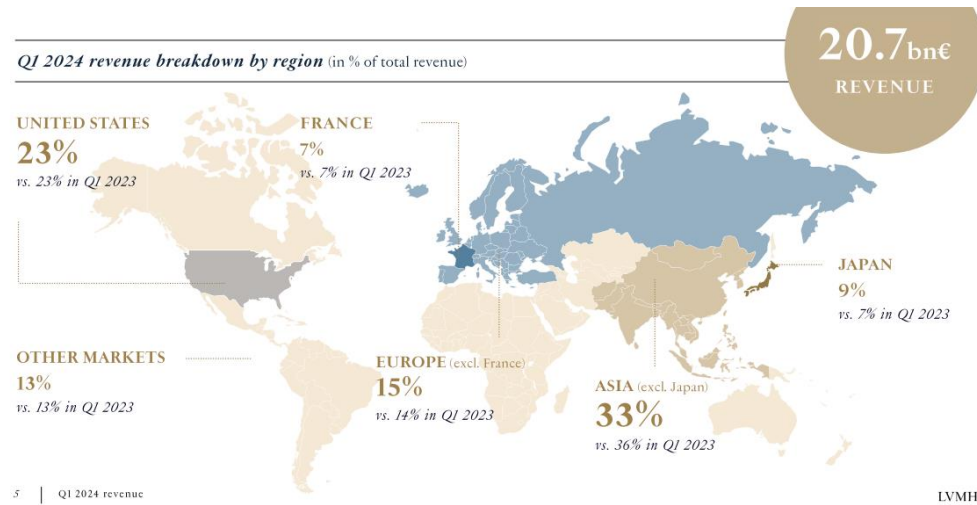 Q1 2024 revenue breakdown by region (in % of total revenue)
20.7bn€
REVENUE
UNITED STATES
23%
vs. 23% in Q1 2023
FRANCE
7%
vs. 7% in Q1 2023
JAPAN
9%
vs. 7% in Q1 2023
OTHER MARKETS
13%
vs. 13% in Q1 2023
EUROPE (excl. France)
15%
vs. 14% in Q1 2023
ASIA (excl. Japan)
33%
vs. 36% in Q1 2023
5 | Q1 2024 revenue
LVMH